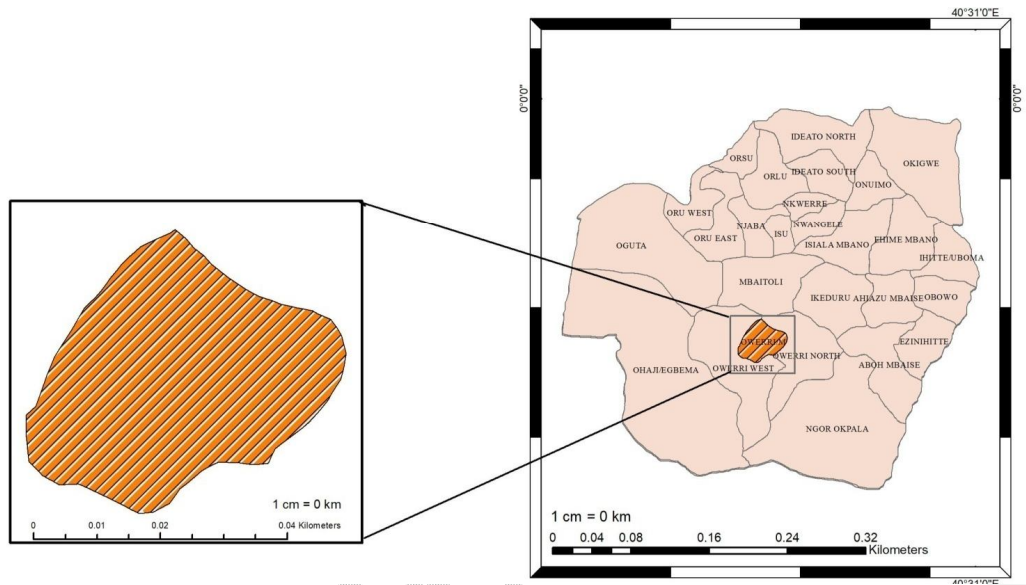 40°31'0"E
0°0'0"
0°0'0"
IDEATO NORTH
ORSU
OKIGWE
IDEATO SOUTH
ORLU
ONUIMO
NKWERRE
ORU WEST
NWANGELE
NJABA
ISU
ORU EAST
EHIME MBANO
ISIALA MBANO
OGUTA
IHITTE/UBOMA
MBAITOLI
IKEDURU
AHIAZU MBAISE
OBOWO
EZINIHITTE
OWERRI NORTH
ABOH MBAISE
OWERRI WEST
OHAJI/EGBEMA
NGOR OKPALA
1 cm = 0 km
0 0.01 0.02 0.04 Kilometers
1 cm = 0 km
0 0.04 0.08 0.16 0.24 0.32
Kilometers
40°31'0"E